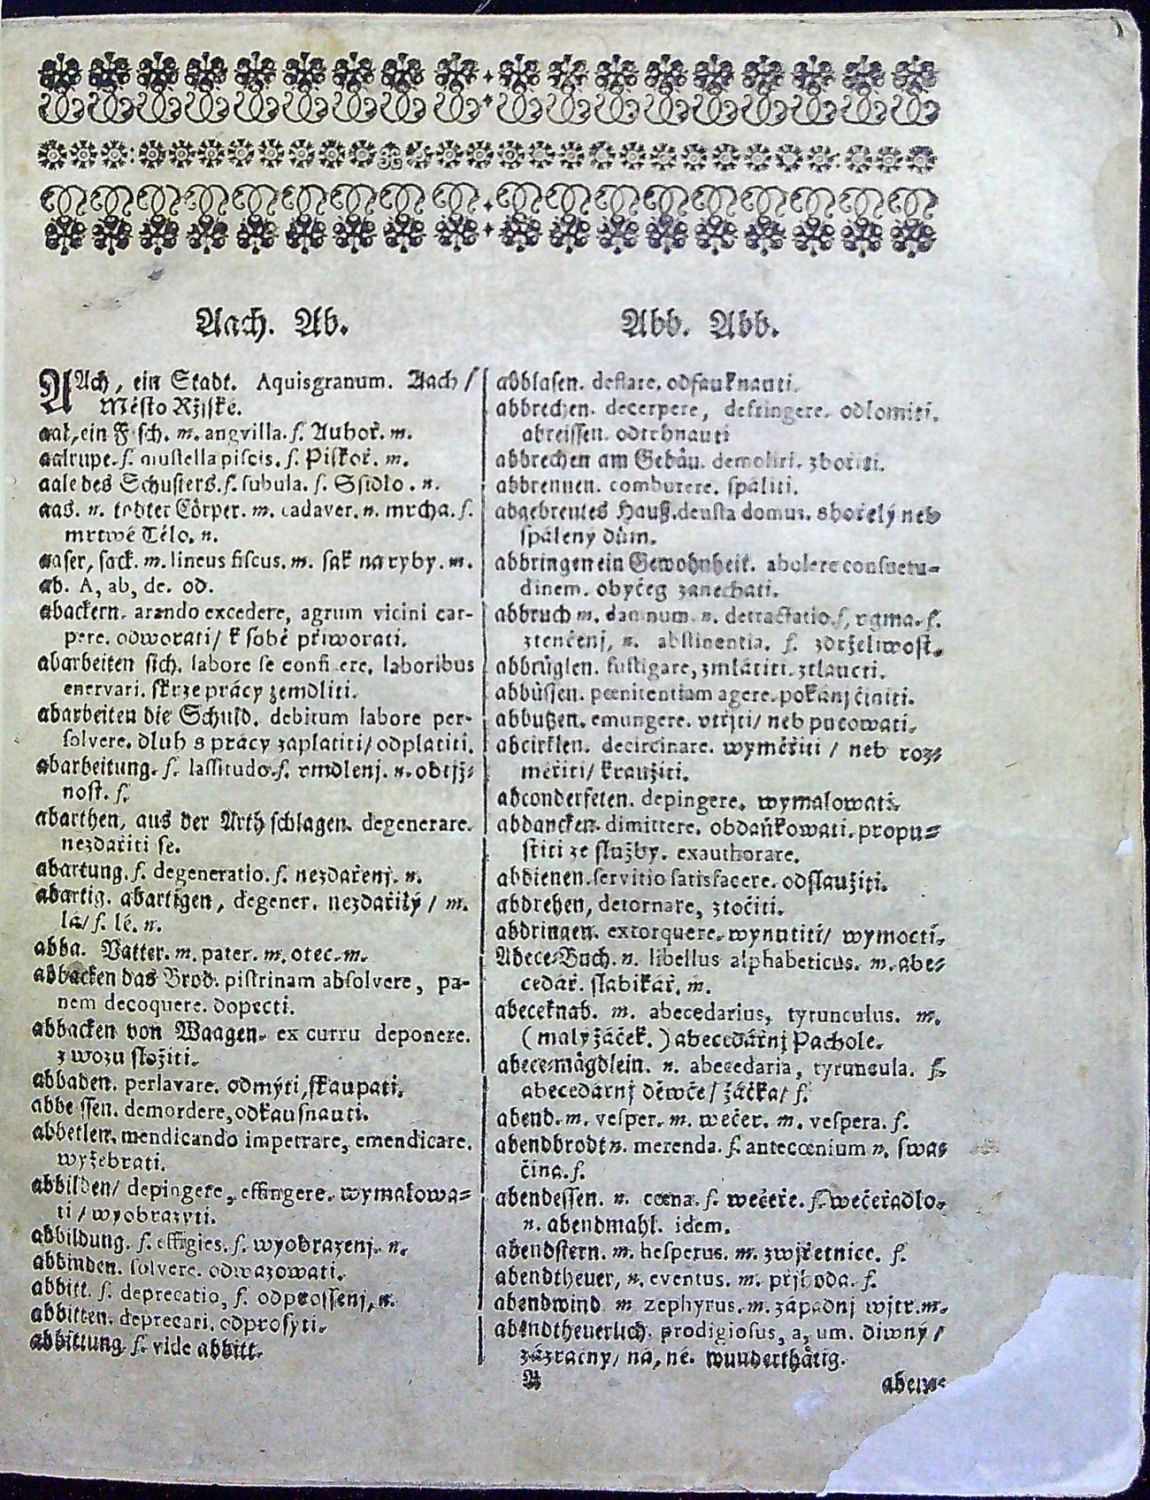 Aach. Ab.
AAch, ein Stadt. Aquisgranum. Aach /
Město Ržiské.
aal, ein Fisch. m. angvilla. f. Auhoř. m.
aalrupe. f. mustella piscis. f. Piskoř. m.
aale des Schusters. f. subula. f. Ssidlo. n.
aas. n. todter Cörper. m. cadaver. n. mrcha. f.
mrtwé Tělo. n.
aaser, sack. m. lineus fiscus. m. sak na ryby. m.
ab. A, ab, de. od.
abackern. arando excedere, agrum vicini car-
pere. odworati/ k sobě přiworati.
abarbeiten sich. labore se conficere. laboribus
enervari. skrze prácy zemdliti.
abarbeiten die Schuld. debitum labore per-
solvere. dluh s prácy zaplatiti/ odplatiti.
abarbeitung. f. lassitudo. f. vmdlenj. n. obtjž-
nost. f.
abarthen, aus der Arth schlagen. degenerare.
nezdařiti se.
abartung. f. degeneratio. f. nezdařenj. n.
abartig. abartigen, degener. nezdařilý / m.
lá/ f. lé. n.
abba. Vatter. m. pater. m. otec. m.
abbacken das Brod. pistrinam absolvere, pa-
nem decoquere. dopecti.
abbacken von Waagen. ex curru deponere.
z wozu složiti.
abbaden. perlavare. odmýti, skaupati.
abbeissen. demordere, odkausnauti.
abbetlen. mendicando impetrare, emendicare.
wyžebrati.
abbilden/ depingere, effingere. wymalowa-
ti / wyobrazyti.
abbildung. f. effigies. f. wyobrazenj. n.
abbinden. solvere. odwazowati.
abbitt. f. deprecatio, f. odprossenj, n.
abbitten. deprecari. odprosyti.
abbittung. f. vide abbitt.
Abb. Abb.
abblasen. deflare. odfauknauti.
abbrechen. decerpere, destringere. odlomiti.
abreissen. odtrhnauti
abbrechen am Gebäu. demoliri. zbořiti.
abbrennen. comburere. spáliti.
abgebrentes Hauß. deusta domus. shořelý neb
spáleny dům.
abbringen ein Gewohnheit. abolere consuetu-
dinem. obyčeg zanechati.
abbruch m. damnum. n. detractatio. f. vgma. f.
ztenčenj, n. abstinentia. f. zdrželiwost.
abbrüglen. fustigare, zmlátiti. ztlaucti.
abbüssen. pœnitentiam agere. pokánj činiti.
abbutzen. emungere. vtřjti/ neb pucowati.
abcirklen. decircinare. wyměřiti / neb roz-
měřiti/ kraužiti.
abconderfeten. depingere. wymalowati.
abdancken. dimittere. obdaňkowati. propu-
stiti ze služby. exauthorare.
abdienen. servitio satisfacere. odslaužiti.
abdrehen, detornare, ztočiti.
abdringen. extorquere. wynutiti/ wymocti.
Abece-Buch. n. libellus alphabeticus. m. abe-
cedář. slabikář. m.
abeceknab. m. abecedarius, tyrunculus. m.
( malý žáček. ) abecedárnj Pachole.
abece-mägdlein. n. abecedaria, tyruncula. f.
abecedárnj děwče/ žáčka/ f.
abend. m. vesper. m. wečer. m. vespera. f.
abendbrodt n. merenda. f. antecœnium n. swa-
čina. f.
abendessen. n. cœna. f. wečeře. f. wečeřadlo.
n. abendmahl. idem.
abendstern. m. hesperus. m. zwjřetnice. f.
abendtheuer, n. eventus. m. přjhoda. f.
abendwind m zephyrus. m. západnj wjtr. m.
abendtheuerlich. prodigiosus, a, um. diwný /
zázračny/ ná, né. wunderthätig.
A